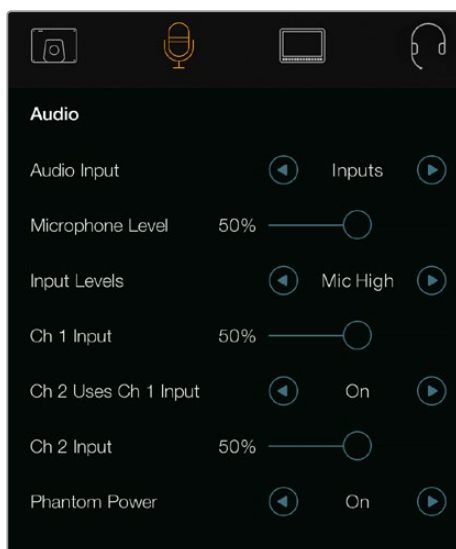 Audio
Audio Input Inputs
Microphone Level 50%
Input Levels Mic High
Ch 1 Input 50%
Ch 2 Uses Ch 1 Input On
Ch 2 Input 50%
Phantom Power On